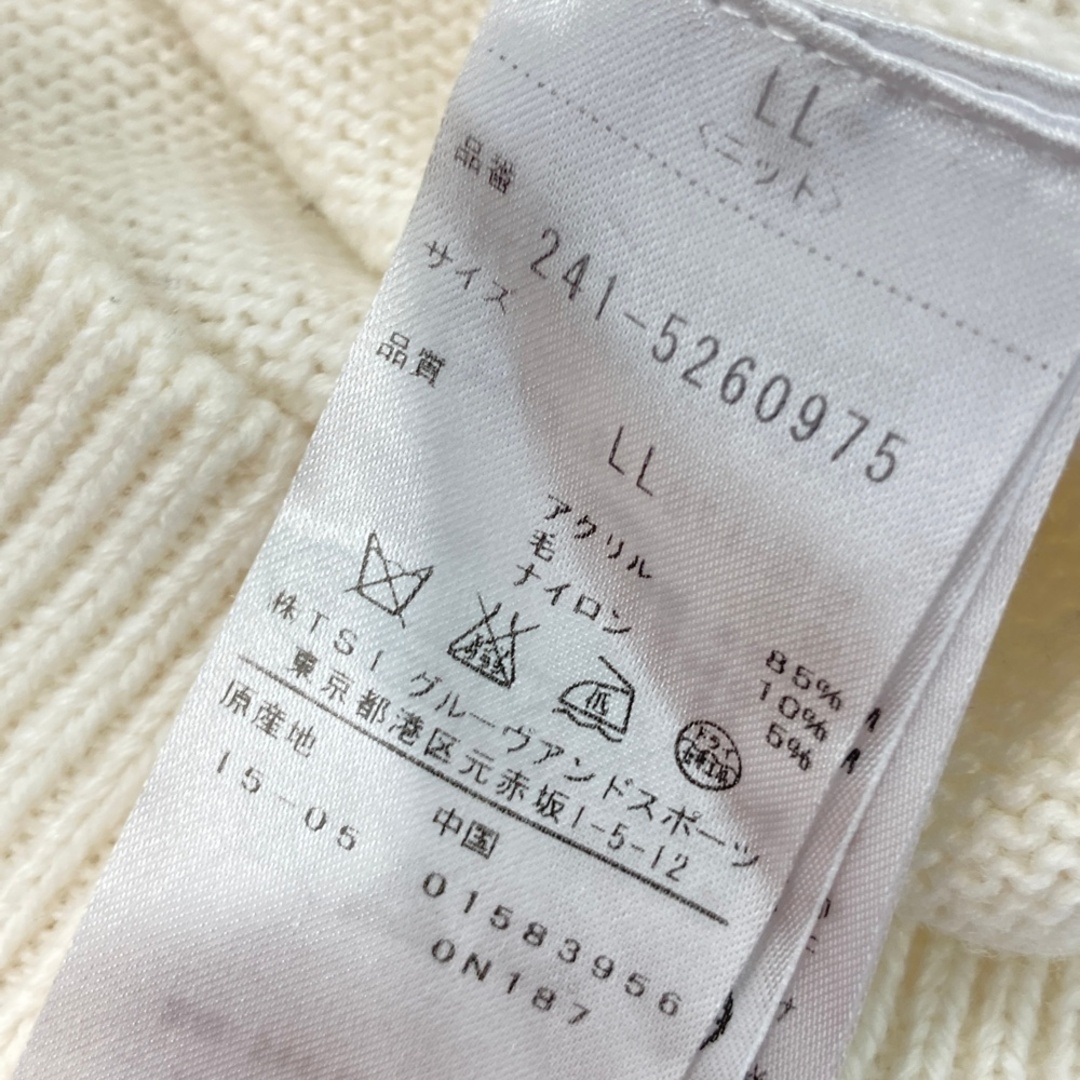 LL
〈ニット〉
品番 241-5260975
サイズ LL
品質
アクリル 85%
毛 10%
ナイロン 5%
㈱TSI グルーヴアンドスポーツ
東京都港区元赤坂1-5-12
原産地 中国
15-05 01583956
0N187